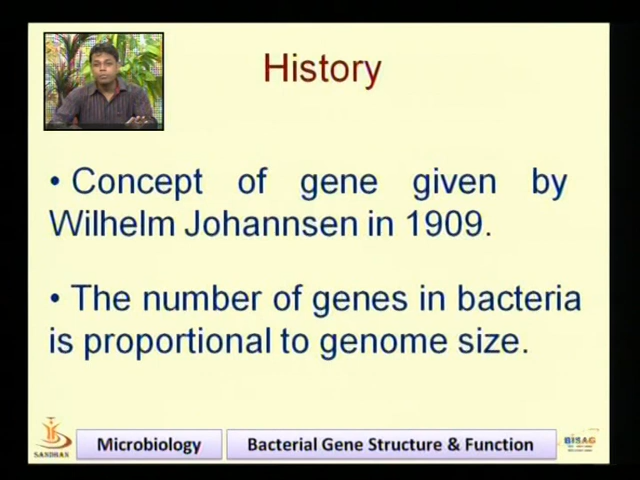 History
• Concept of gene given by
Wilhelm Johannsen in 1909.
• The number of genes in bacteria
is proportional to genome size.
SANDHAN
Microbiology
Bacterial Gene Structure & Function
BISAG